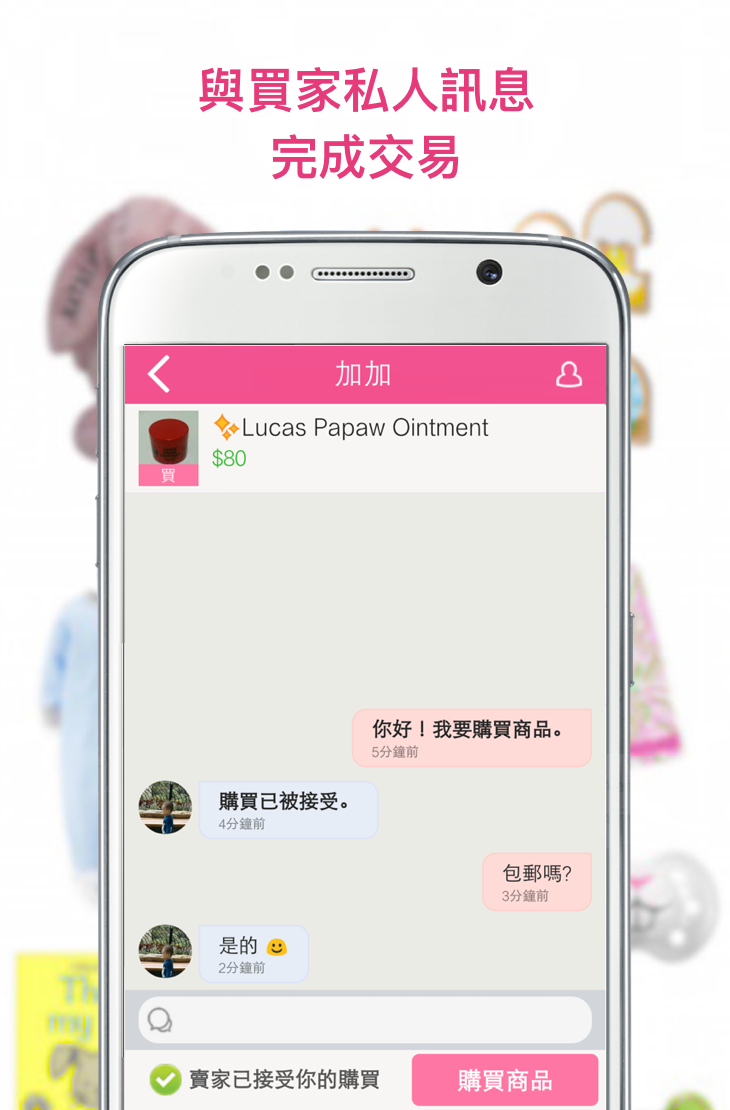 與買家私人訊息
完成交易
加加
✨Lucas Papaw Ointment
$80
買
你好！我要購買商品。
5分鐘前
購買已被接受。
4分鐘前
包郵嗎?
3分鐘前
是的 🙂
2分鐘前
賣家已接受你的購買
購買商品
my